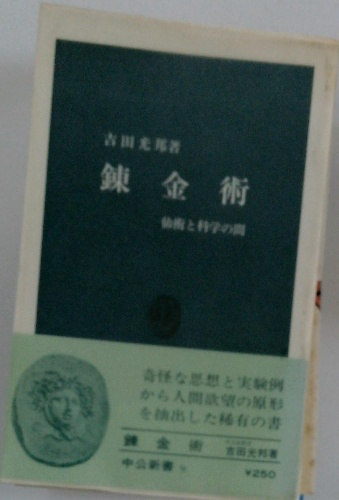 吉田光邦著
錬金術
仙術と科学の間
奇怪な思想と実験例
から人間欲望の原形
を抽出した稀有の書
錬金術
吉田光邦著
中公新書 9
¥250